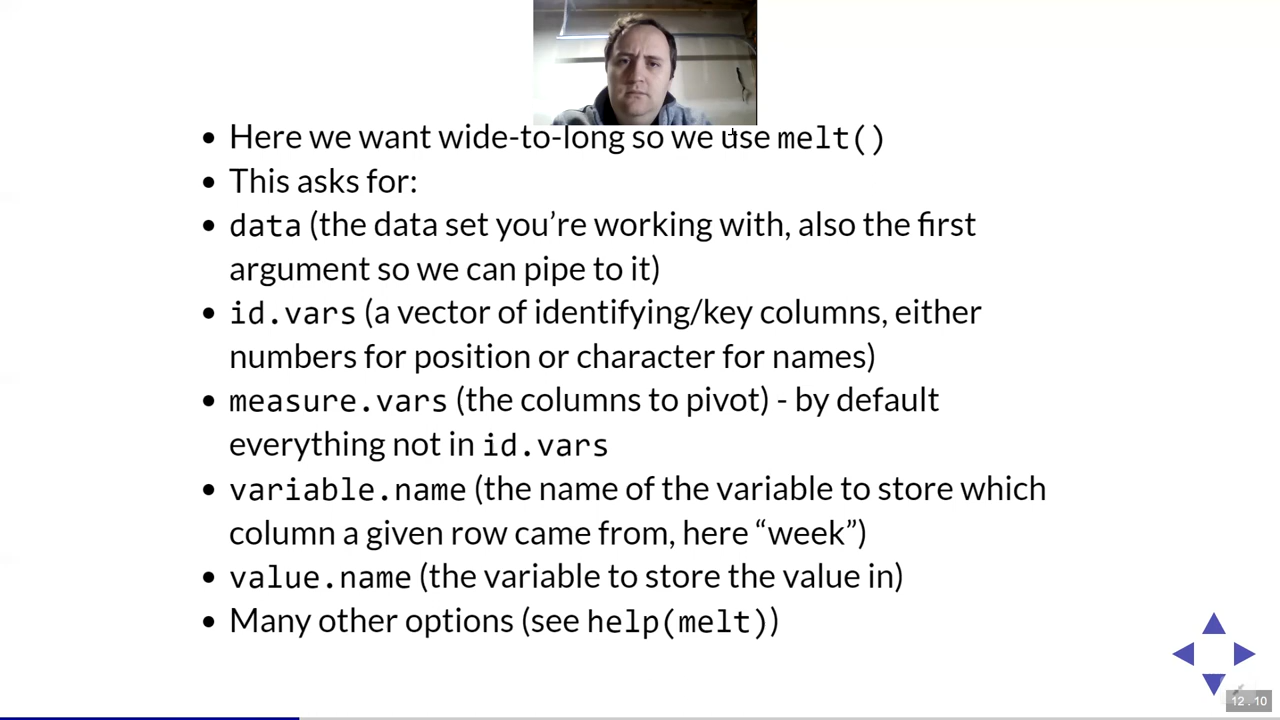 Here we want wide-to-long so we use melt()
This asks for:
data (the data set you’re working with, also the first
argument so we can pipe to it)
id.vars (a vector of identifying/key columns, either
numbers for position or character for names)
measure.vars (the columns to pivot) - by default
everything not in id.vars
variable.name (the name of the variable to store which
column a given row came from, here “week”)
value.name (the variable to store the value in)
Many other options (see help(melt))
12.10